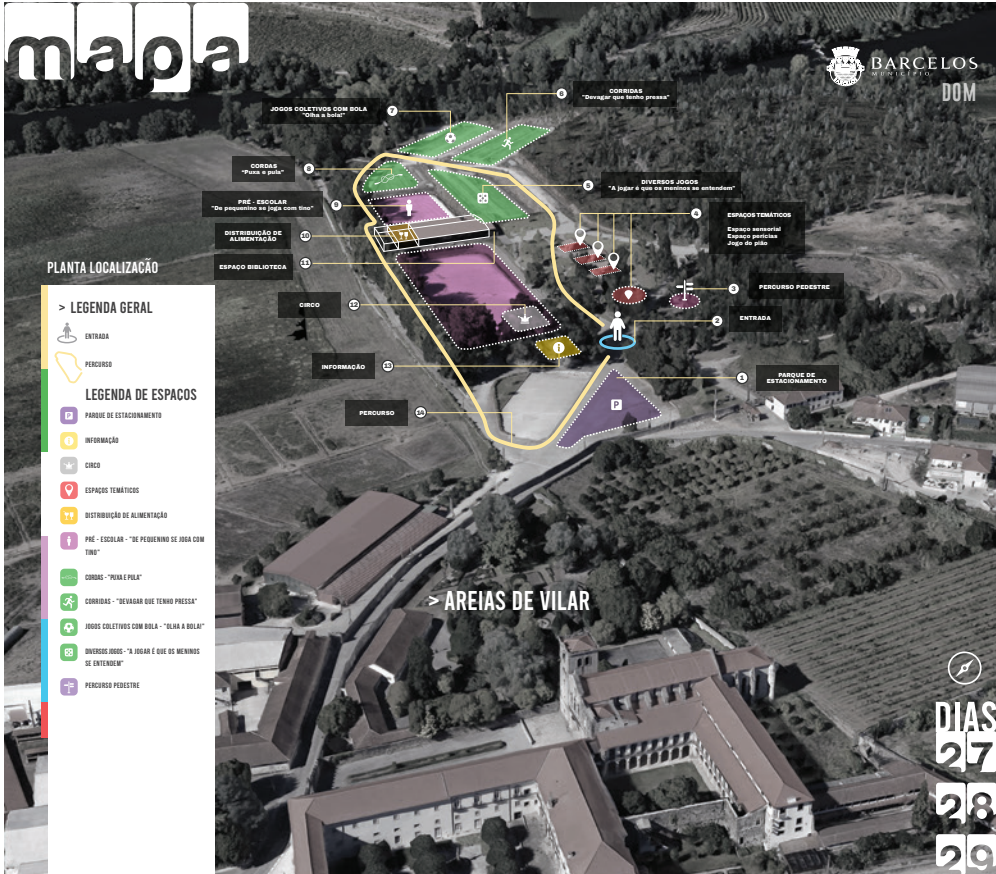 mapa
BARCELOS
MUNICÍPIO
DOM
6
CORRIDAS
"Devagar que tenho pressa"
JOGOS COLETIVOS COM BOLA
"Olha a bola!"
7
CORDAS
"Puxa e pula"
8
5
DIVERSOS JOGOS
"A jogar é que os meninos se entendem"
PRÉ - ESCOLAR
"De pequenino se joga com tino"
9
4
ESPAÇOS TEMÁTICOS
Espaço sensorial
Espaço perícias
Jogo do pião
DISTRIBUIÇÃO DE
ALIMENTAÇÃO
10
ESPAÇO BIBLIOTECA
11
3
PERCURSO PEDESTRE
CIRCO
12
2
ENTRADA
INFORMAÇÃO
13
1
PARQUE DE
ESTACIONAMENTO
P
PERCURSO
14
PLANTA LOCALIZAÇÃO
> LEGENDA GERAL
ENTRADA
PERCURSO
LEGENDA DE ESPAÇOS
P
PARQUE DE ESTACIONAMENTO
INFORMAÇÃO
CIRCO
ESPAÇOS TEMÁTICOS
DISTRIBUIÇÃO DE ALIMENTAÇÃO
PRÉ - ESCOLAR - "DE PEQUENINO SE JOGA COM
TINO"
CORDAS - "PUXA E PULA"
CORRIDAS - "DEVAGAR QUE TENHO PRESSA"
JOGOS COLETIVOS COM BOLA - "OLHA A BOLA!"
DIVERSOS JOGOS - "A JOGAR É QUE OS MENINOS
SE ENTENDEM"
PERCURSO PEDESTRE
> AREIAS DE VILAR
DIAS
27
28
29